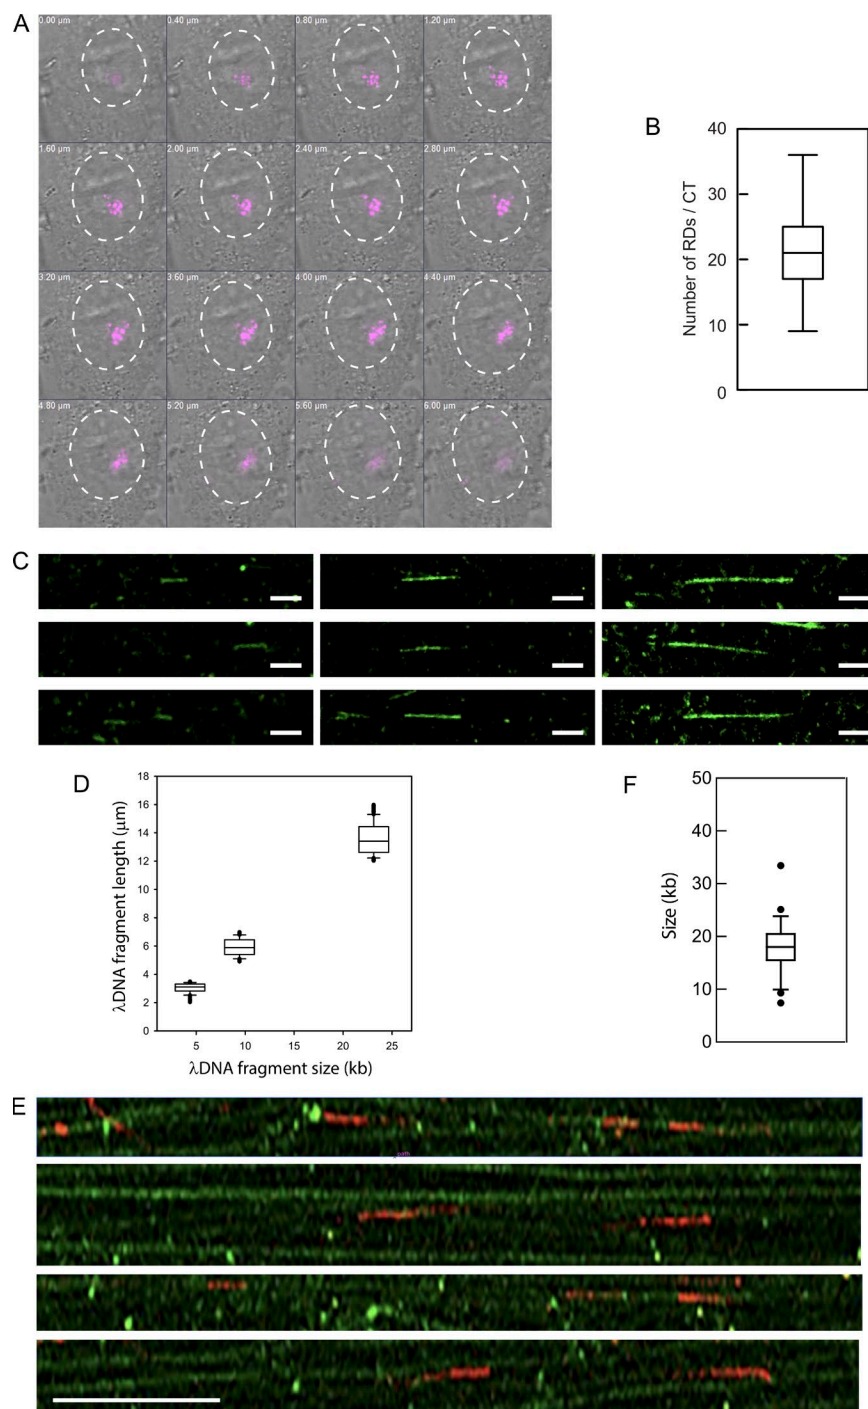 A
0.00 µm
0.40 µm
0.80 µm
1.20 µm
1.60 µm
2.00 µm
2.40 µm
2.80 µm
3.20 µm
3.60 µm
4.00 µm
4.40 µm
4.80 µm
5.20 µm
5.60 µm
6.00 µm
B
40
30
20
10
0
Number of RDs / CT
C
D
18
16
14
12
10
8
6
4
2
0
λDNA fragment length (μm)
5
10
15
20
25
λDNA fragment size (kb)
F
50
40
30
20
10
0
Size (kb)
E
path